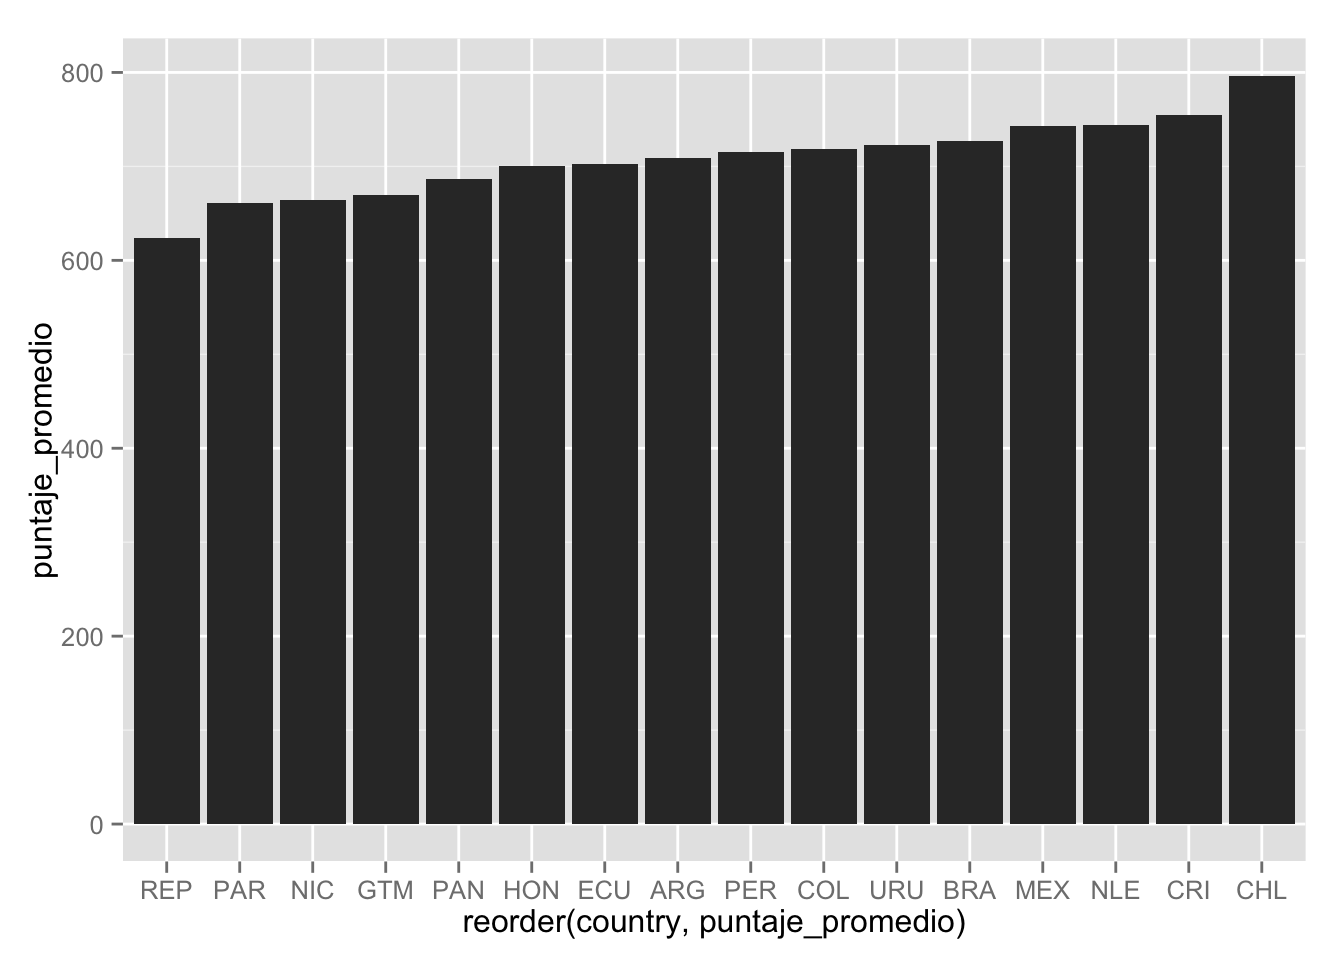 puntaje_promedio
800
600
400
200
0
REP PAR NIC GTM PAN HON ECU ARG PER COL URU BRA MEX NLE CRI CHL
reorder(country, puntaje_promedio)